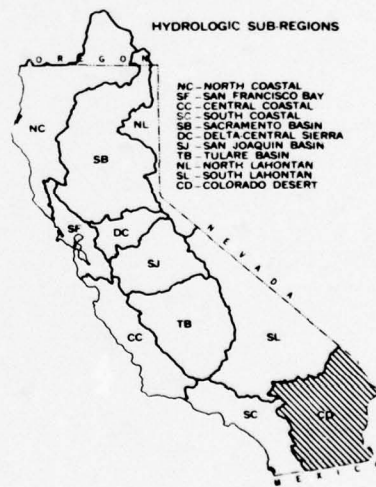 HYDROLOGIC SUB-REGIONS
OREGON
NC - NORTH COASTAL
SF - SAN FRANCISCO BAY
CC - CENTRAL COASTAL
SC - SOUTH COASTAL
SB - SACRAMENTO BASIN
DC - DELTA-CENTRAL SIERRA
SJ - SAN JOAQUIN BASIN
TB - TULARE BASIN
NL - NORTH LAHONTAN
SL - SOUTH LAHONTAN
CD - COLORADO DESERT
NC
NL
SB
SF
DC
NEVADA
SJ
CC
TB
SL
SC
CD
MEXICO